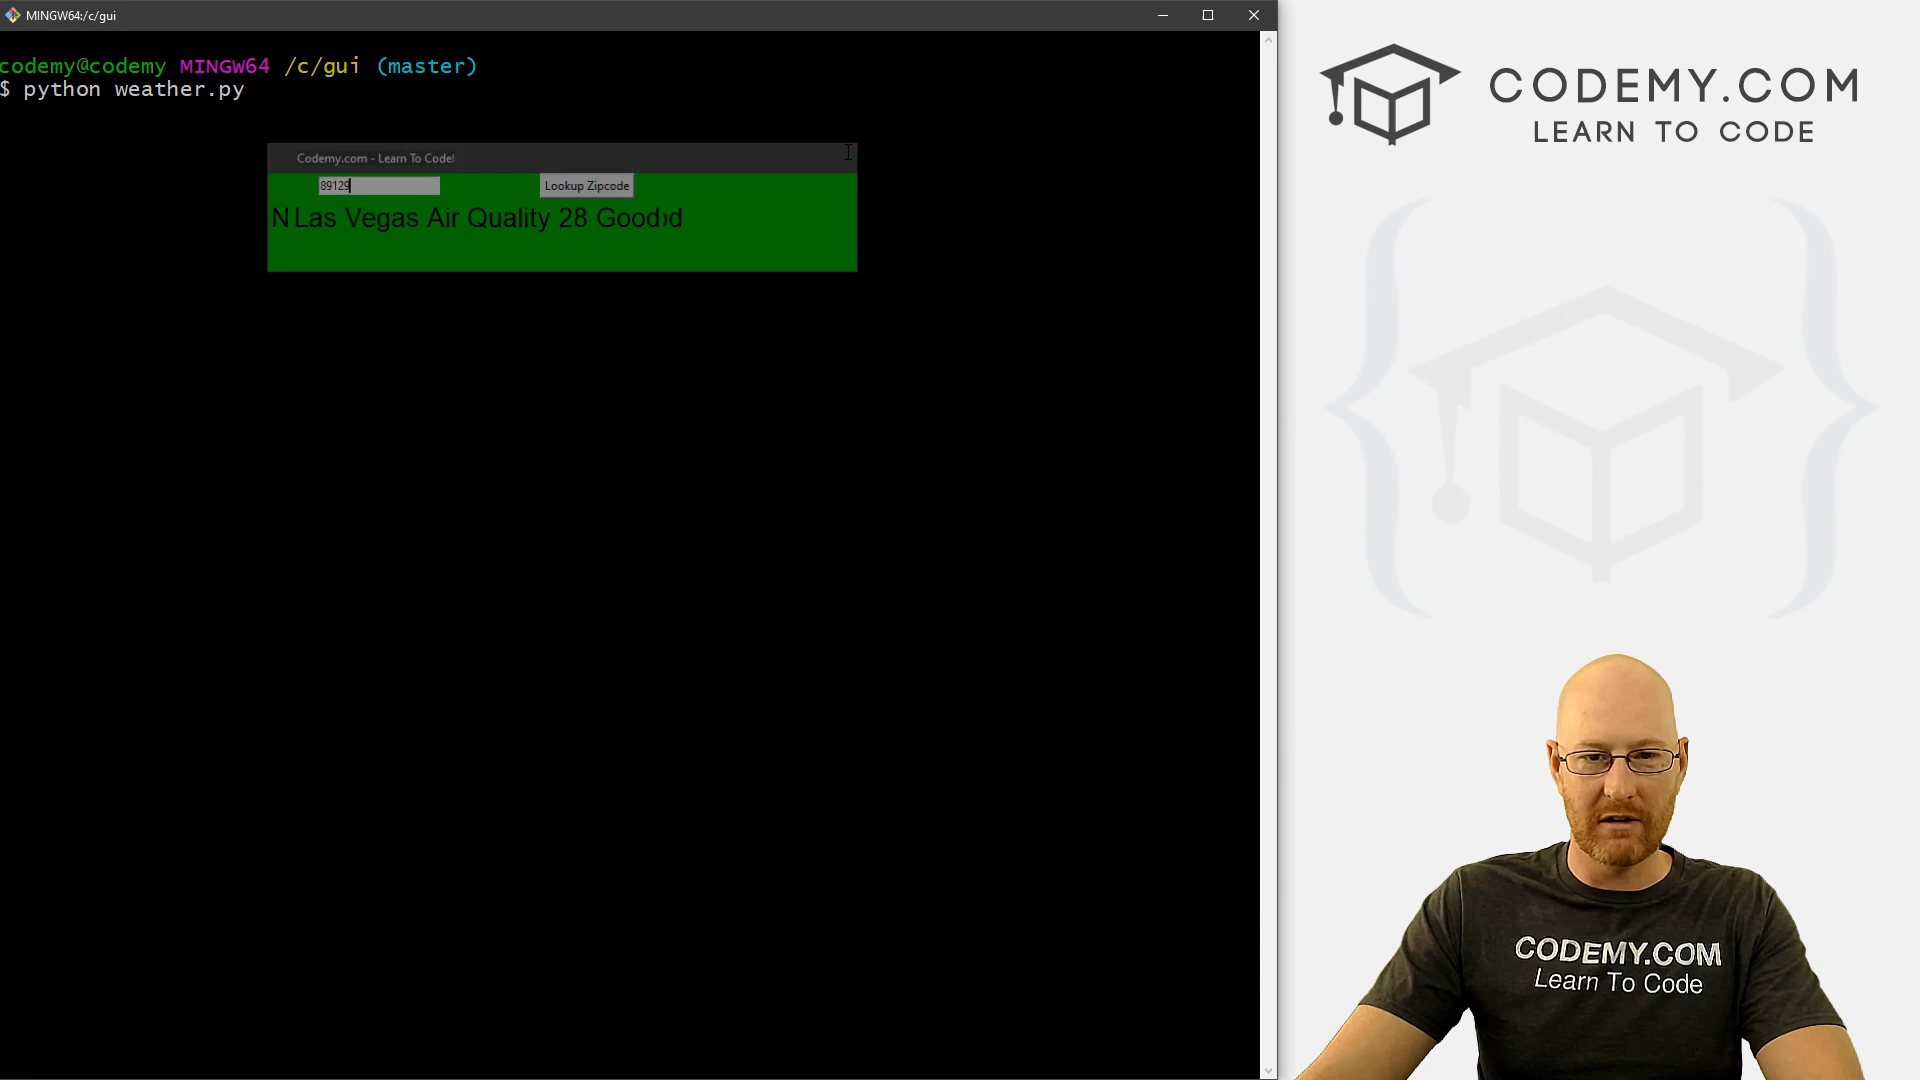 MINGW64:/c/gui
codemy@codemy MINGW64 /c/gui (master)
$ python weather.py
Codemy.com - Learn To Code!
89129
Lookup Zipcode
N Las Vegas Air Quality 28 Good d
CODEMY.COM
LEARN TO CODE
CODEMY.COM
Learn To Code